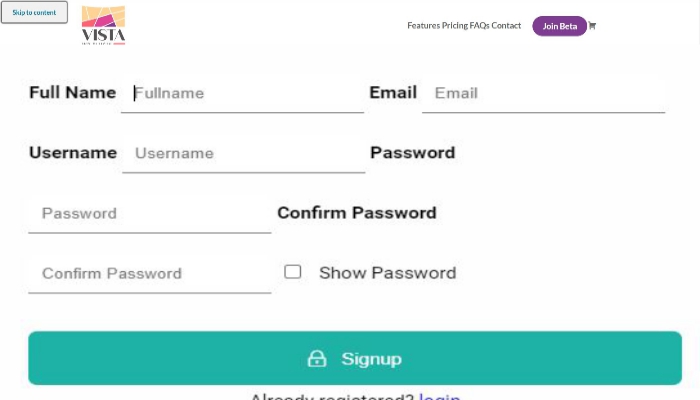 Skip to content
VISTA
Features Pricing FAQs Contact Join Beta
Full Name Fullname Email Email
Username Username Password
Password Confirm Password
Confirm Password Show Password
Signup
Already registered? login